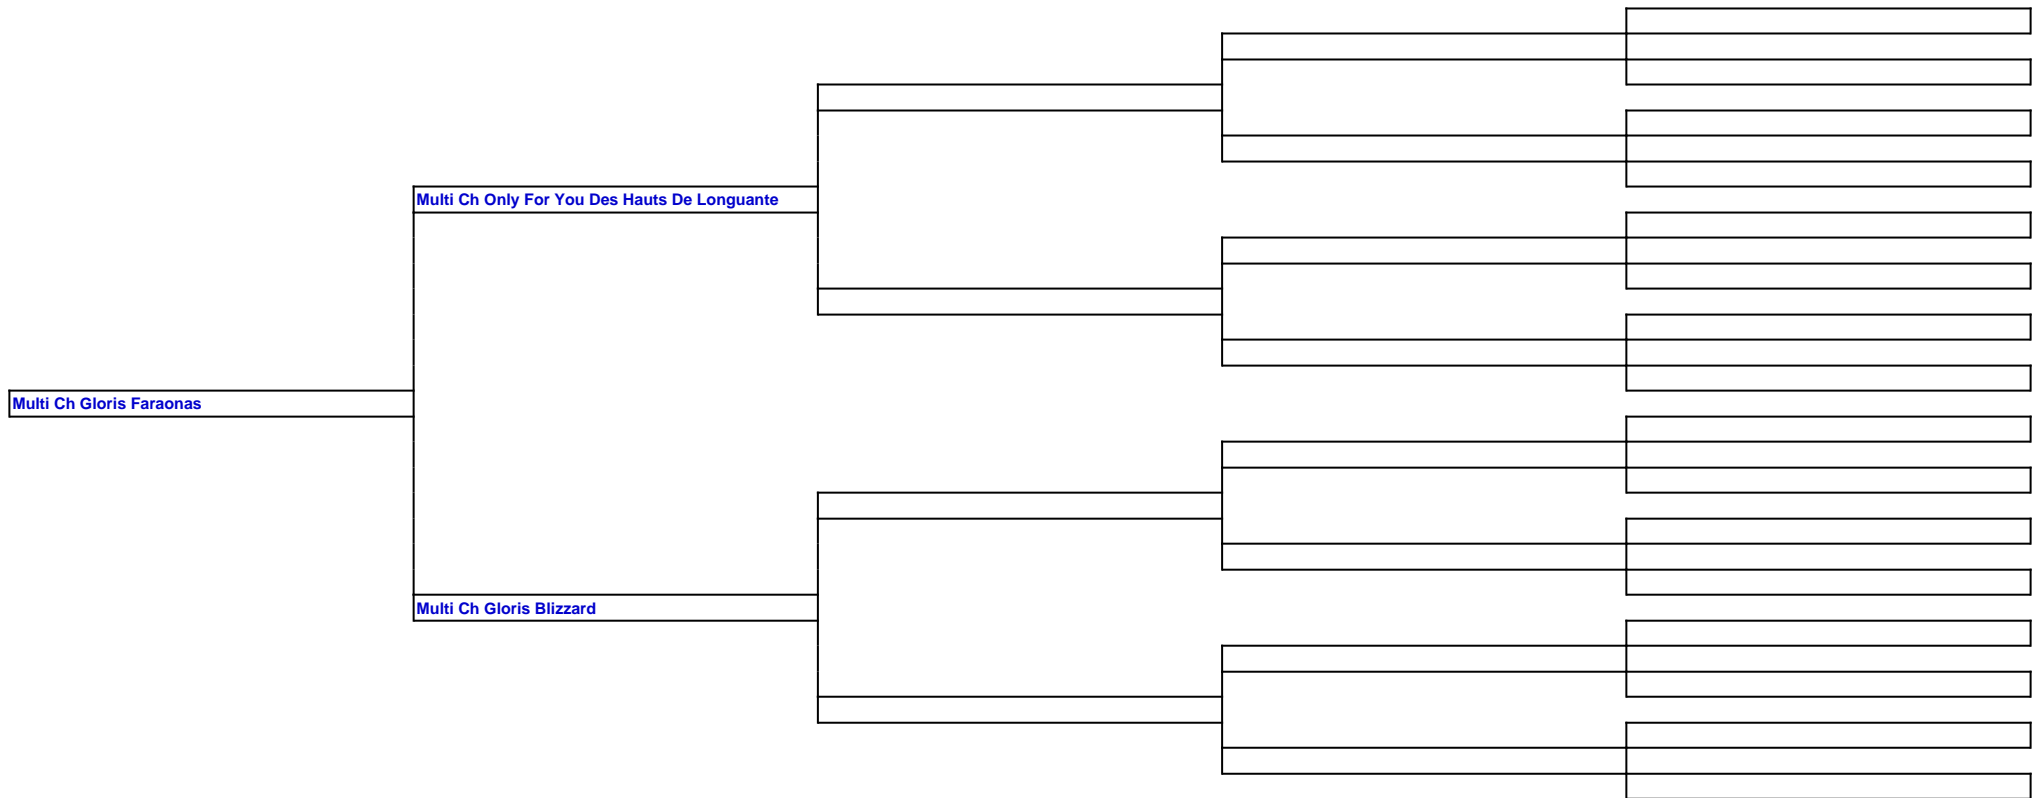 Multi Ch Only For You Des Hauts De Longuante
Multi Ch Gloris Faraonas
Multi Ch Gloris Blizzard